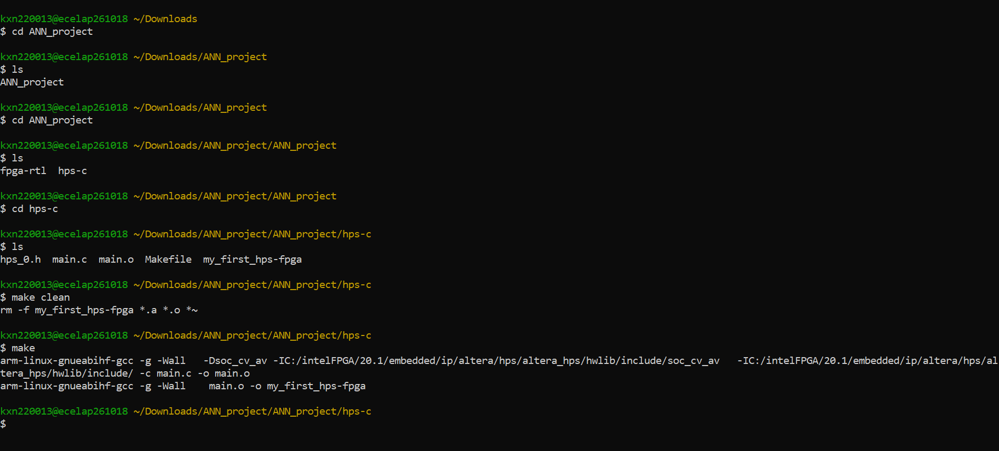 kxn220013@ecelap261018 ~/Downloads
$ cd ANN_project
kxn220013@ecelap261018 ~/Downloads/ANN_project
$ ls
ANN_project
kxn220013@ecelap261018 ~/Downloads/ANN_project
$ cd ANN_project
kxn220013@ecelap261018 ~/Downloads/ANN_project/ANN_project
$ ls
fpga-rtl  hps-c
kxn220013@ecelap261018 ~/Downloads/ANN_project/ANN_project
$ cd hps-c
kxn220013@ecelap261018 ~/Downloads/ANN_project/ANN_project/hps-c
$ ls
hps_0.h  main.c  main.o  Makefile  my_first_hps-fpga
kxn220013@ecelap261018 ~/Downloads/ANN_project/ANN_project/hps-c
$ make clean
rm -f my_first_hps-fpga *.a *.o *~
kxn220013@ecelap261018 ~/Downloads/ANN_project/ANN_project/hps-c
$ make
arm-linux-gnueabihf-gcc -g -Wall   -Dsoc_cv_av -IC:/intelFPGA/20.1/embedded/ip/altera/hps/altera_hps/hwlib/include/soc_cv_av   -IC:/intelFPGA/20.1/embedded/ip/altera/hps/al
tera_hps/hwlib/include/ -c main.c -o main.o
arm-linux-gnueabihf-gcc -g -Wall    main.o -o my_first_hps-fpga
kxn220013@ecelap261018 ~/Downloads/ANN_project/ANN_project/hps-c
$